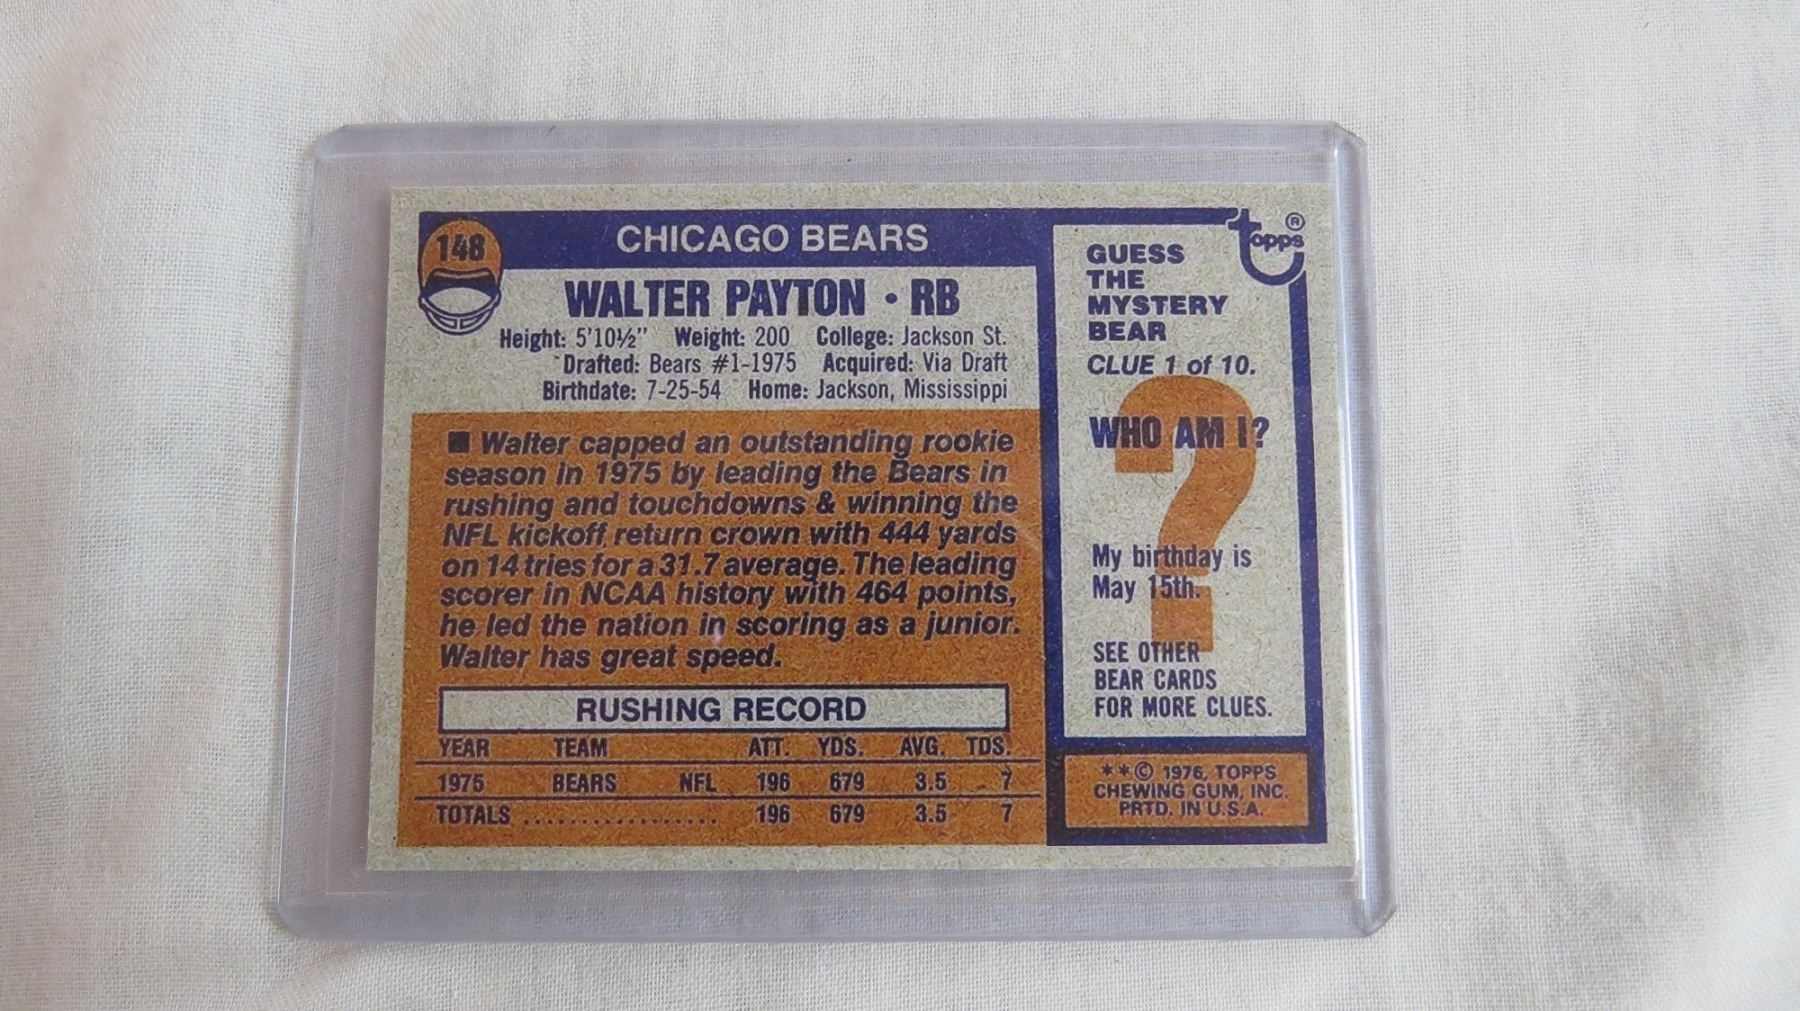 148
CHICAGO BEARS
WALTER PAYTON • RB
Height: 5'10½" Weight: 200 College: Jackson St.
Drafted: Bears #1-1975 Acquired: Via Draft
Birthdate: 7-25-54 Home: Jackson, Mississippi
■ Walter capped an outstanding rookie
season in 1975 by leading the Bears in
rushing and touchdowns & winning the
NFL kickoff return crown with 444 yards
on 14 tries for a 31.7 average. The leading
scorer in NCAA history with 464 points,
he led the nation in scoring as a junior.
Walter has great speed.
RUSHING RECORD
YEAR TEAM ATT. YDS. AVG. TDS.
1975 BEARS NFL 196 679 3.5 7
TOTALS .................. 196 679 3.5 7
topps ®
GUESS
THE
MYSTERY
BEAR
CLUE 1 of 10.
WHO AM I?
?
My birthday is
May 15th.
SEE OTHER
BEAR CARDS
FOR MORE CLUES.
**© 1976, TOPPS
CHEWING GUM, INC.
PRTD. IN U.S.A.